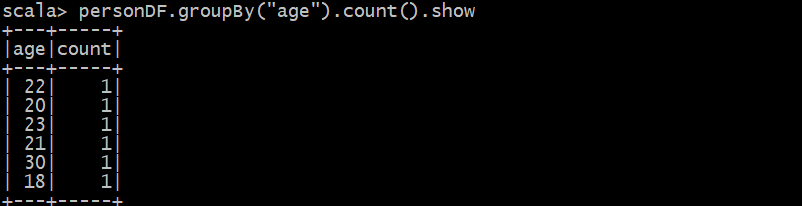 scala> personDF.groupBy("age").count().show
+---+-----+
|age|count|
+---+-----+
| 22|    1|
| 20|    1|
| 23|    1|
| 21|    1|
| 30|    1|
| 18|    1|
+---+-----+